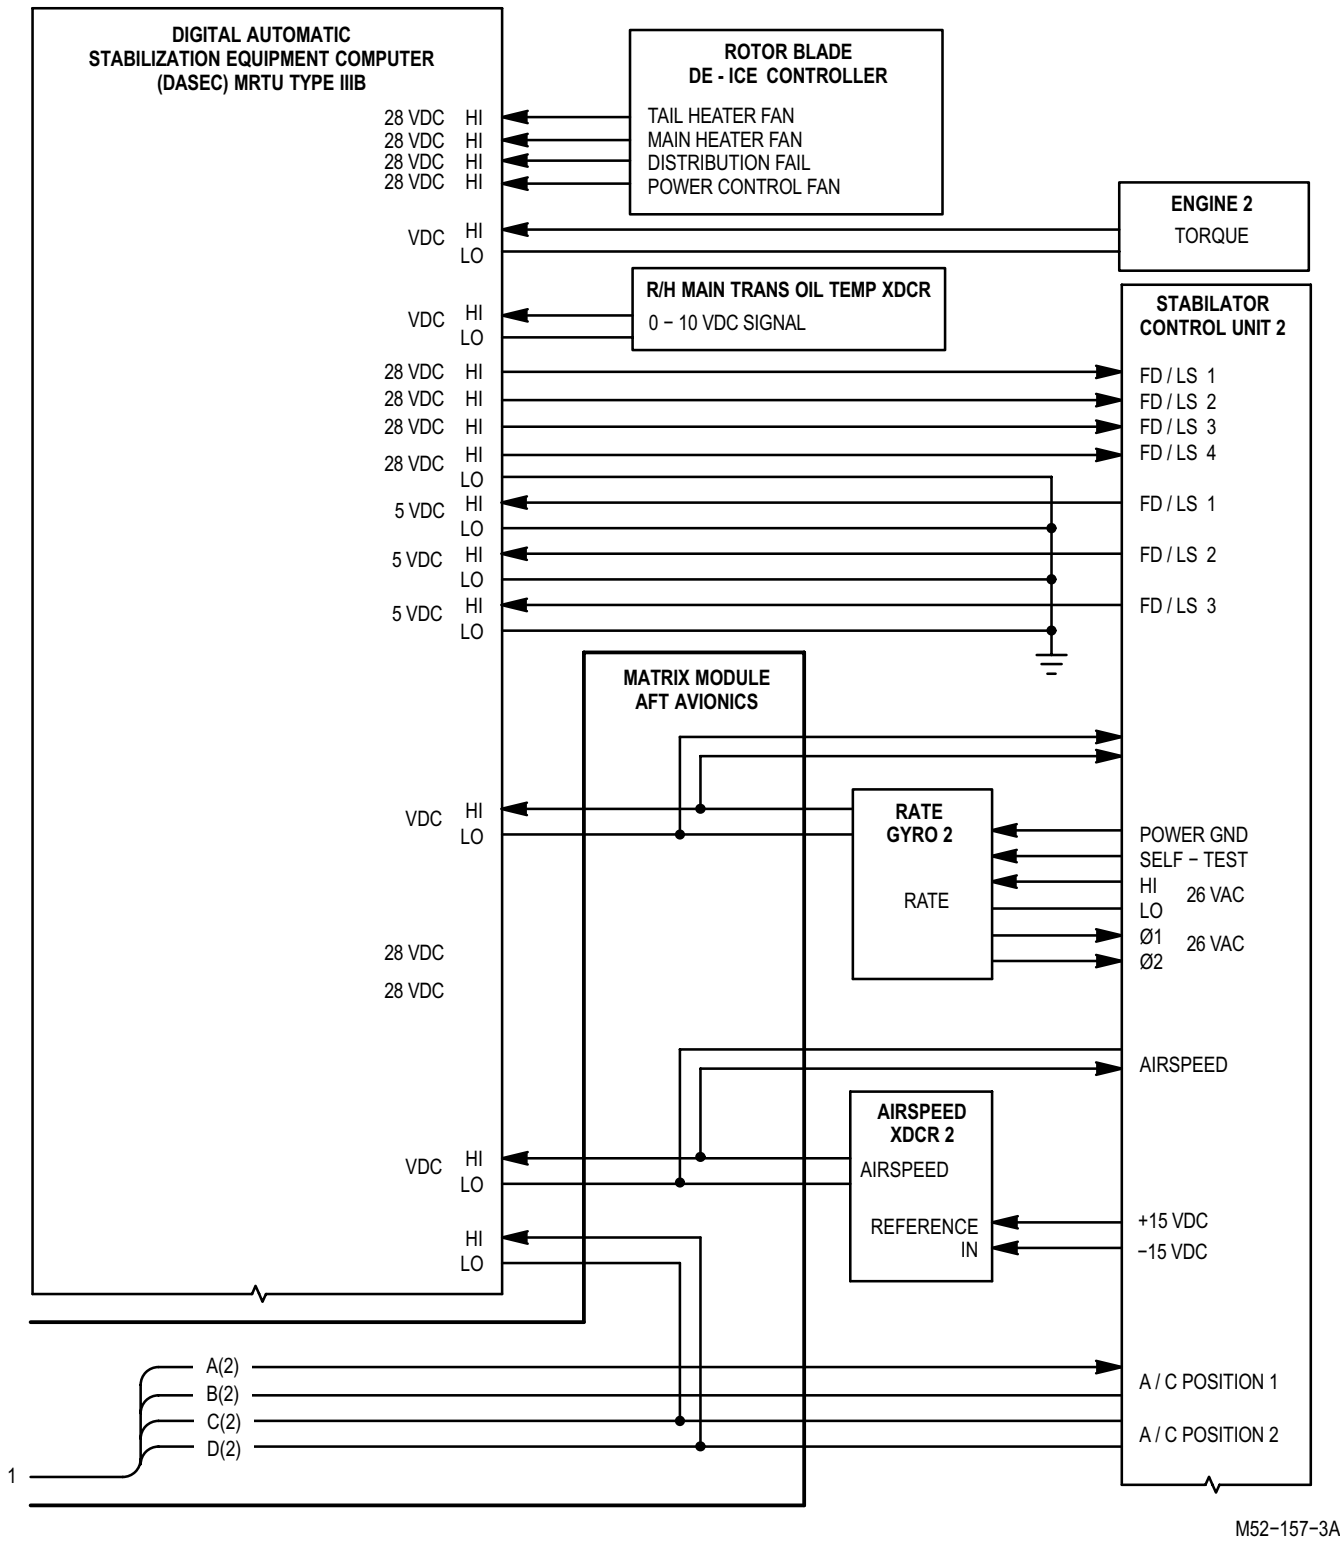 DIGITAL AUTOMATIC
STABILIZATION EQUIPMENT COMPUTER
(DASEC) MRTU TYPE IIIB
28 VDC HI
28 VDC HI
28 VDC HI
28 VDC HI
VDC HI
LO
VDC HI
LO
28 VDC HI
28 VDC HI
28 VDC HI
28 VDC HI
LO
5 VDC HI
LO
5 VDC HI
LO
5 VDC HI
LO
VDC HI
LO
28 VDC
28 VDC
VDC HI
LO
HI
LO
ROTOR BLADE
DE - ICE CONTROLLER
TAIL HEATER FAN
MAIN HEATER FAN
DISTRIBUTION FAIL
POWER CONTROL FAN
ENGINE 2
TORQUE
R/H MAIN TRANS OIL TEMP XDCR
0 − 10 VDC SIGNAL
STABILATOR
CONTROL UNIT 2
FD / LS 1
FD / LS 2
FD / LS 3
FD / LS 4
FD / LS 1
FD / LS 2
FD / LS 3
MATRIX MODULE
AFT AVIONICS
RATE
GYRO 2
RATE
POWER GND
SELF − TEST
HI
26 VAC
LO
Ø1
26 VAC
Ø2
AIRSPEED
AIRSPEED
XDCR 2
AIRSPEED
REFERENCE
IN
+15 VDC
−15 VDC
A(2)
B(2)
C(2)
D(2)
1
A / C POSITION 1
A / C POSITION 2
M52−157−3A